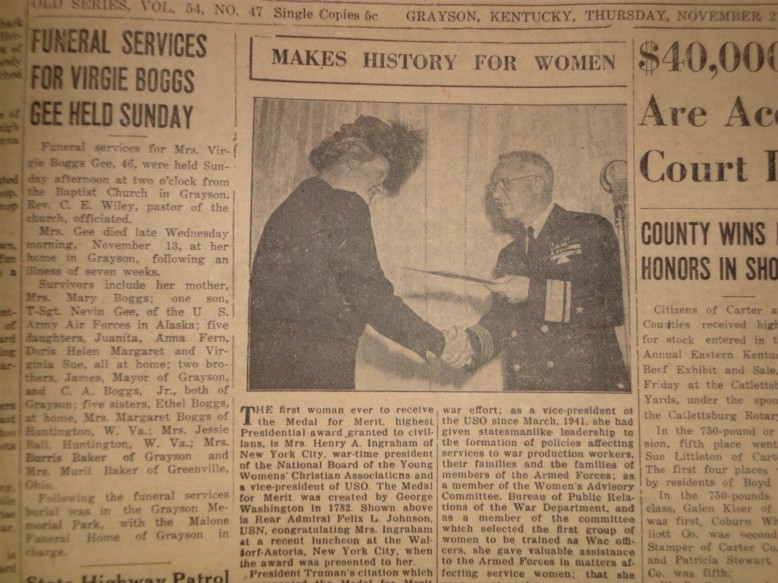 OLD SERIES, VOL. 54, NO. 47 Single Copies 5c GRAYSON, KENTUCKY, THURSDAY, NOVEMBER 2
FUNERAL SERVICES
FOR VIRGIE BOGGS
GEE HELD SUNDAY
Funeral services for Mrs. Vir-
gie Boggs Gee, 46, were held Sun-
day afternoon at two o'clock from
the Baptist Church in Grayson.
Rev. C. E. Wiley, pastor of the
church, officiated.
Mrs. Gee died late Wednesday
morning, November 13, at her
home in Grayson, following an
illness of seven weeks.
Survivors include her mother,
Mrs. Mary Boggs; one son,
T-Sgt. Nevin Gee, of the U S.
Army Air Forces in Alaska; five
daughters, Juanita, Anna Fern,
Doris Helen Margaret and Vir-
ginia Sue, all at home; two bro-
thers, James, Mayor of Grayson,
and C. A. Boggs, Jr., both of
Grayson; five sisters, Ethel Boggs,
at home, Mrs. Margaret Boggs of
Huntington, W. Va.; Mrs. Jessie
Ball, Huntington, W. Va.; Mrs.
Burris Baker of Grayson and
Mrs. Muril Baker of Greenville,
Ohio.
Following the funeral services
burial was in the Grayson Me-
morial Park, with the Malone
Funeral Home of Grayson in
charge.
State Highway Patrol
MAKES HISTORY FOR WOMEN
THE first woman ever to receive
the Medal for Merit, highest
Presidential award granted to civil-
ians, is Mrs. Henry A. Ingraham of
New York City, war-time president
of the National Board of the Young
Womens' Christian Associations and
a vice-president of USO. The Medal
for Merit was created by George
Washington in 1782. Shown above
is Rear Admiral Felix L. Johnson,
USN, congratulating Mrs. Ingraham
at a recent luncheon at the Wal-
dorf-Astoria, New York City, when
the award was presented to her.
President Truman's citation which
war effort; as a vice-president of
the USO since March, 1941, she had
given statesmanlike leadership to
the formation of policies affecting
services to war production workers,
their families and the families of
members of the Armed Forces; as
a member of the Women's Advisory
Committee, Bureau of Public Rela-
tions of the War Department, and
as a member of the committee
which selected the first group of
women to be trained as Wac offi-
cers, she gave valuable assistance
to the Armed Forces in matters af-
fecting service women; that she
$40,000
Are Acc
Court
COUNTY WINS
HONORS IN SHO
Citizens of Carter a
Counties received high
for stock entered in t
Annual Eastern Kentu
Beef Exhibit and Sale,
Friday at the Catletts
Yards, under the spon
the Catlettsburg Rotar
In the 750-pound or
sion, fifth place went
Sue Littleton of Carte
The first four places
by residents of Boyd
In the 750-pounds
class, Galen Kiser of
was first, Coburn Wh
liott Co. was second
Stamper of Carter Co
and Patricia Stewart
Co. was fifth.